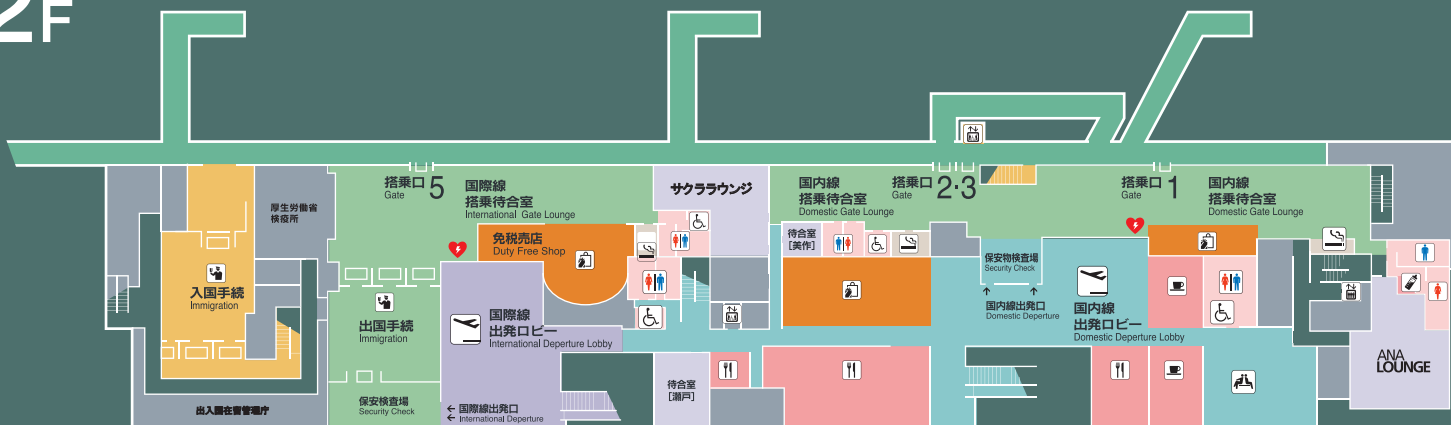 2F
厚生労働省
検疫所
入国手続
Immigration
出入国在留管理庁
搭乗口
Gate
5
国際線
搭乗待合室
International Gate Lounge
免税店
Duty Free Shop
出国手続
Immigration
保安検査場
Security Check
国際線
出発ロビー
International Departure Lobby
← 国際線出発口
← International Departure
サクララウンジ
待合室
[瀬戸]
国内線
搭乗待合室
Domestic Gate Lounge
待合室
[美作]
搭乗口
Gate
2・3
保安物検査場
Security Check
国内線出発口
Domestic Departure
国内線
出発ロビー
Domestic Departure Lobby
搭乗口
Gate
1
国内線
搭乗待合室
Domestic Gate Lounge
ANA
LOUNGE